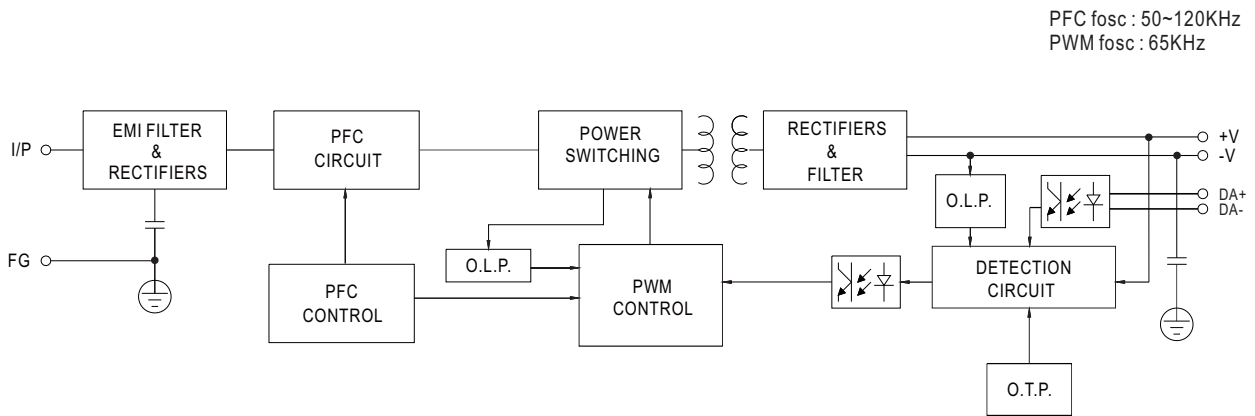 PFC fosc : 50~120KHz
PWM fosc : 65KHz
I/P
EMI FILTER
&
RECTIFIERS
PFC
CIRCUIT
POWER
SWITCHING
RECTIFIERS
&
FILTER
+V
-V
DA+
DA-
O.L.P.
FG
O.L.P.
PFC
CONTROL
PWM
CONTROL
DETECTION
CIRCUIT
O.T.P.